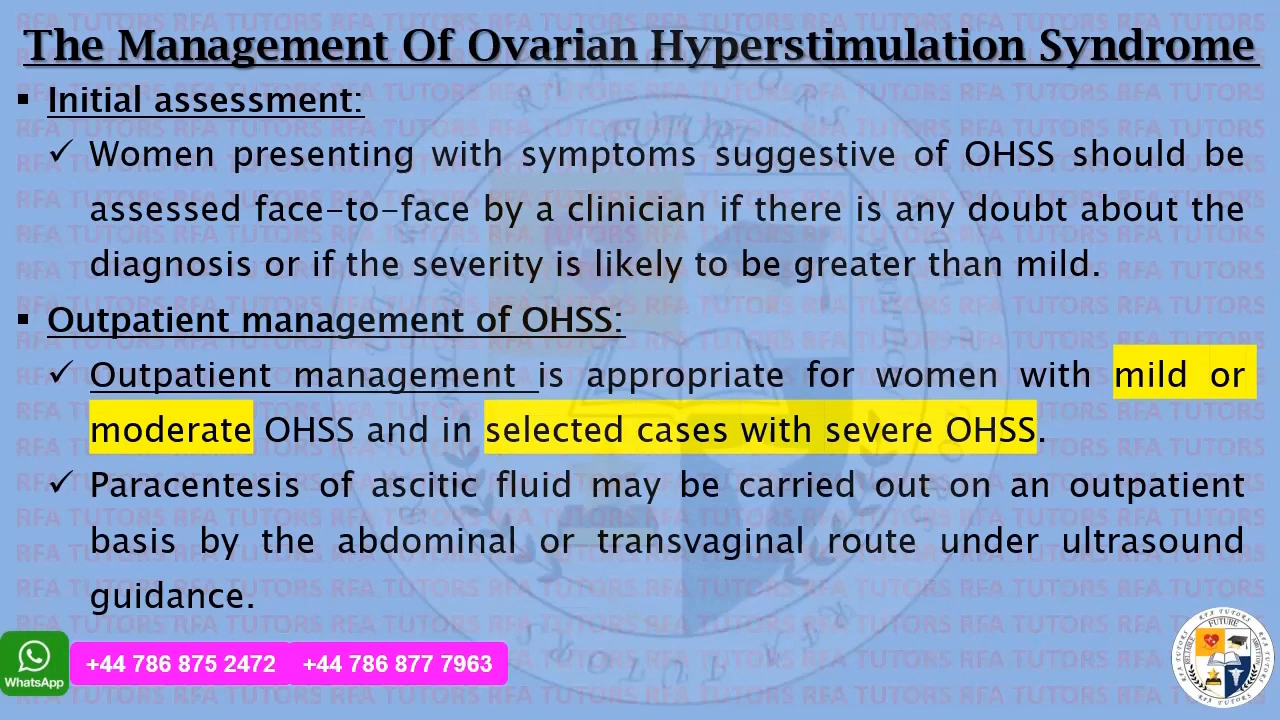 The Management Of Ovarian Hyperstimulation Syndrome
▪ Initial assessment:
✓ Women presenting with symptoms suggestive of OHSS should be
assessed face-to-face by a clinician if there is any doubt about the
diagnosis or if the severity is likely to be greater than mild.
▪ Outpatient management of OHSS:
✓ Outpatient management is appropriate for women with mild or
moderate OHSS and in selected cases with severe OHSS.
✓ Paracentesis of ascitic fluid may be carried out on an outpatient
basis by the abdominal or transvaginal route under ultrasound
guidance.
WhatsApp
+44 786 875 2472 +44 786 877 7963
RFA TUTORS
FUTURE